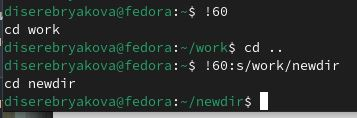 diserebryakova@fedora:~$ !60
cd work
diserebryakova@fedora:~/work$ cd ..
diserebryakova@fedora:~$ !60:s/work/newdir
cd newdir
diserebryakova@fedora:~/newdir$